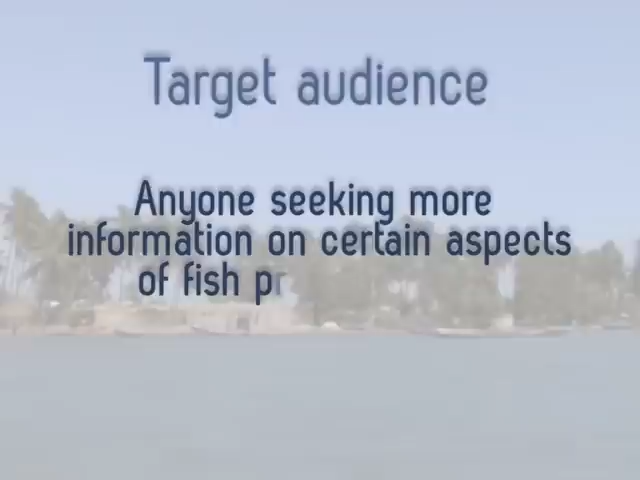 Target audience
Anyone seeking more
information on certain aspects
of fish pr